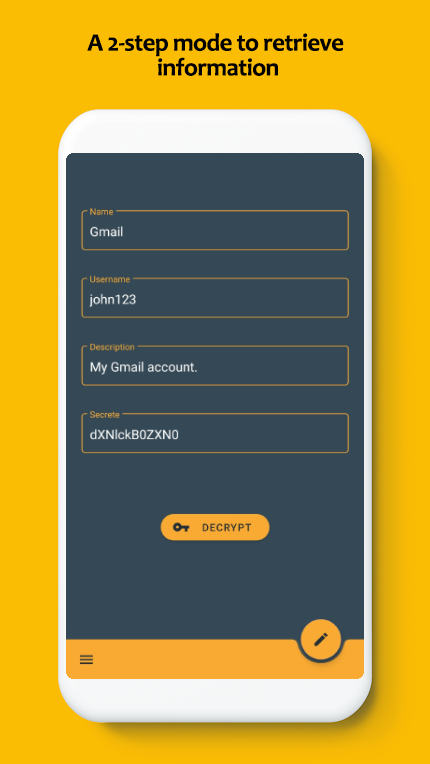 A 2-step mode to retrieve
information
Name
Gmail
Username
john123
Description
My Gmail account.
Secrete
dXNlckB0ZXN0
DECRYPT